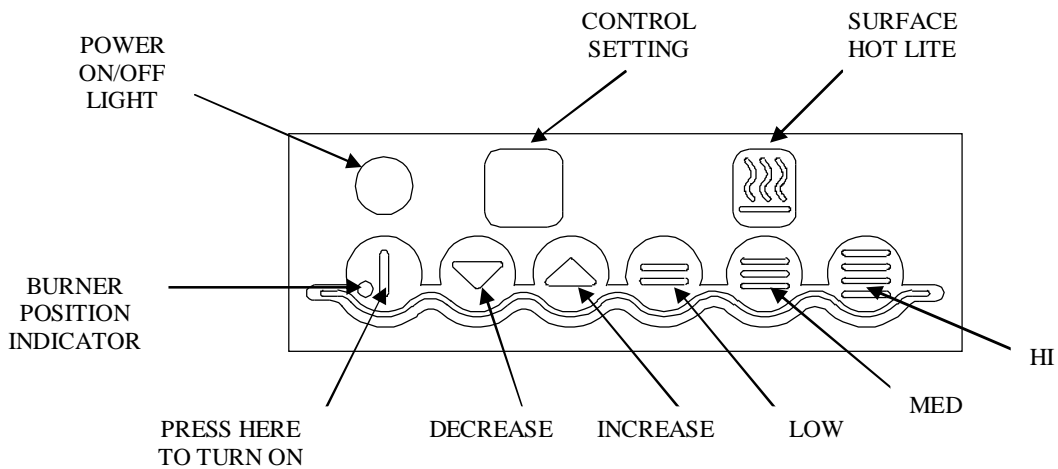 CONTROL
SETTING
SURFACE
HOT LITE
POWER
ON/OFF
LIGHT
BURNER
POSITION
INDICATOR
HI
MED
PRESS HERE
TO TURN ON
DECREASE
INCREASE
LOW